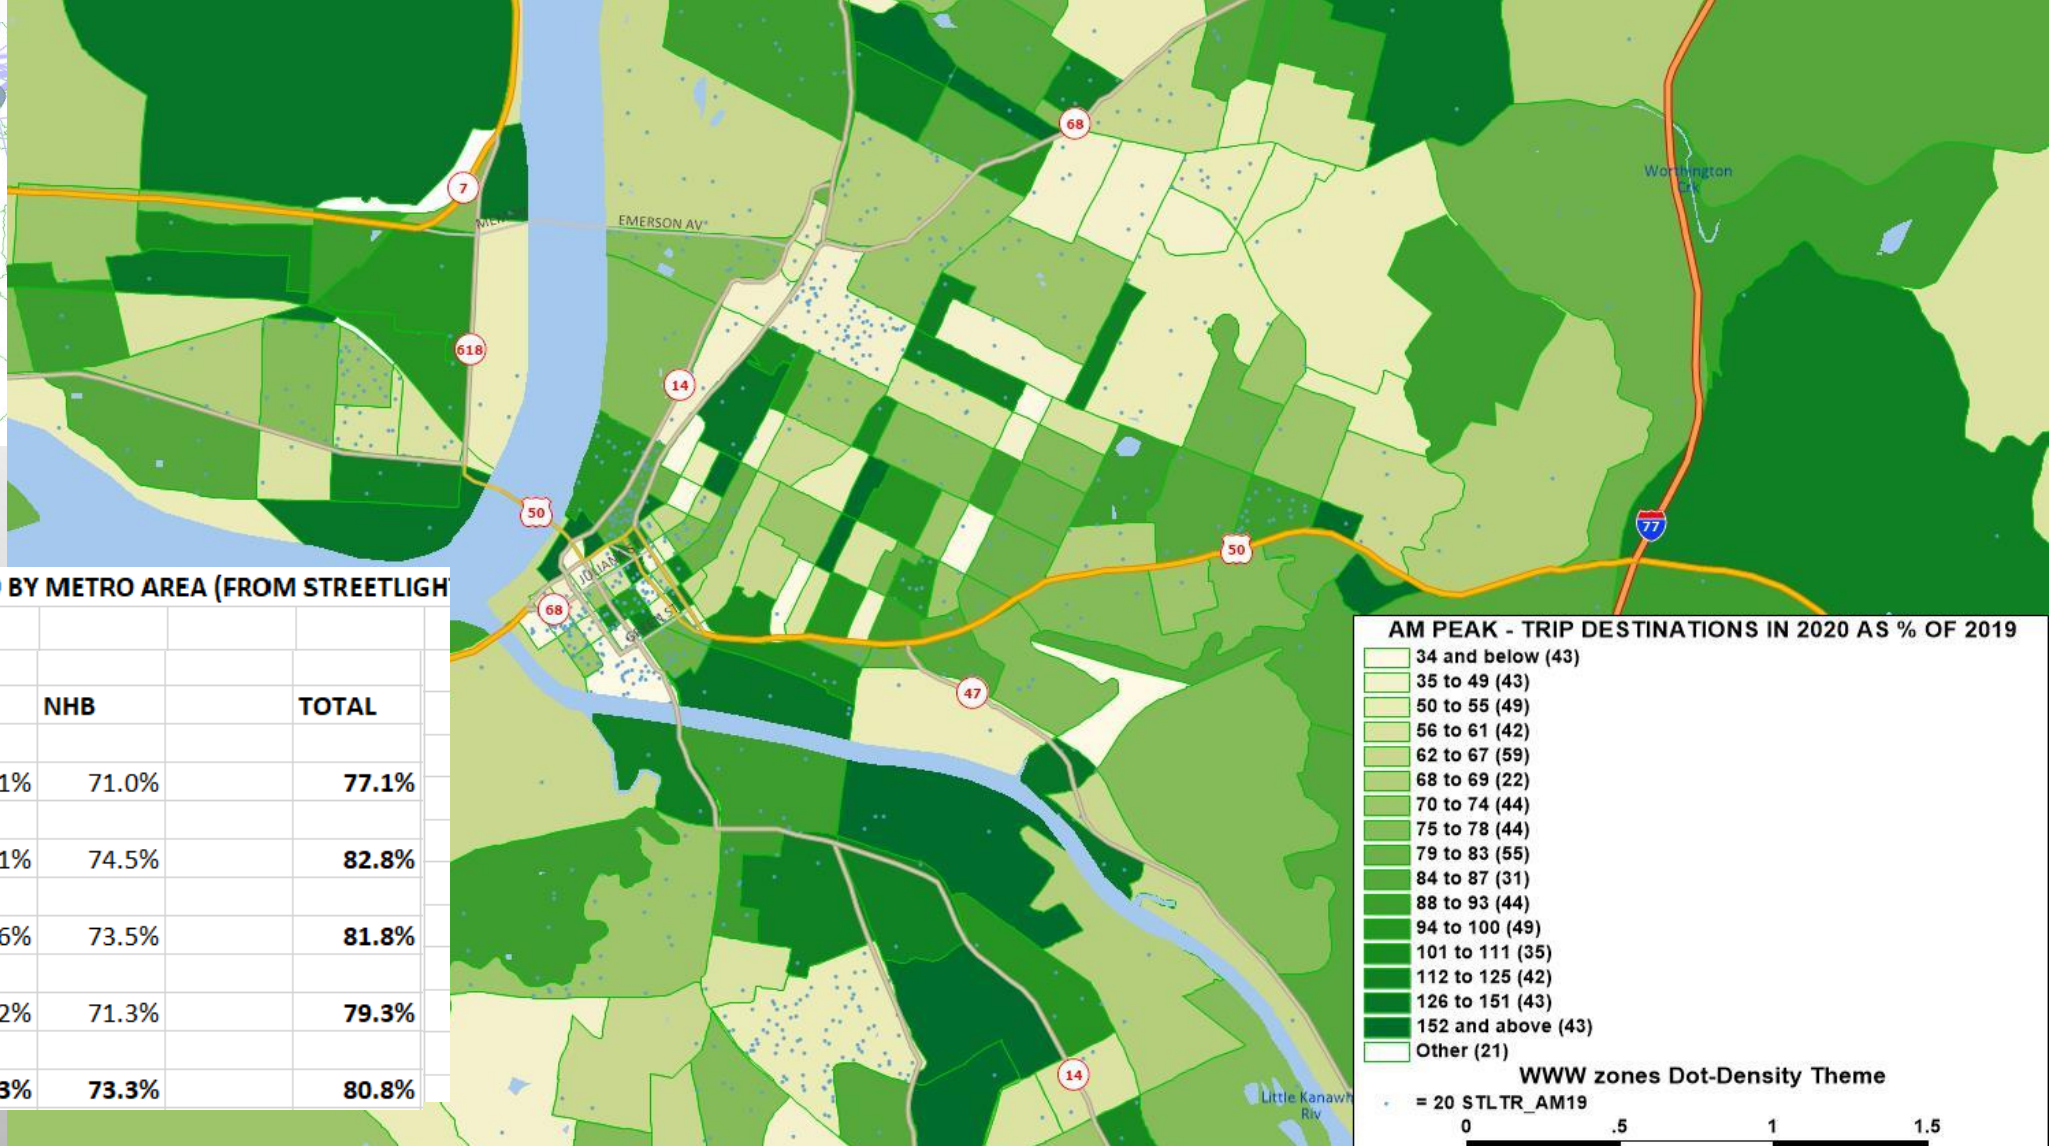 68
7
EMERSON AV
Worthington
Crk
618
14
50
77
50
JULIAN
68
GREEN S
47
14
Little Kanawh
Riv
BY METRO AREA (FROM STREETLIGH
NHB TOTAL
1% 71.0% 77.1%
1% 74.5% 82.8%
6% 73.5% 81.8%
2% 71.3% 79.3%
3% 73.3% 80.8%
AM PEAK - TRIP DESTINATIONS IN 2020 AS % OF 2019
34 and below (43)
35 to 49 (43)
50 to 55 (49)
56 to 61 (42)
62 to 67 (59)
68 to 69 (22)
70 to 74 (44)
75 to 78 (44)
79 to 83 (55)
84 to 87 (31)
88 to 93 (44)
94 to 100 (49)
101 to 111 (35)
112 to 125 (42)
126 to 151 (43)
152 and above (43)
Other (21)
WWW zones Dot-Density Theme
= 20 STLTR_AM19
0 .5 1 1.5